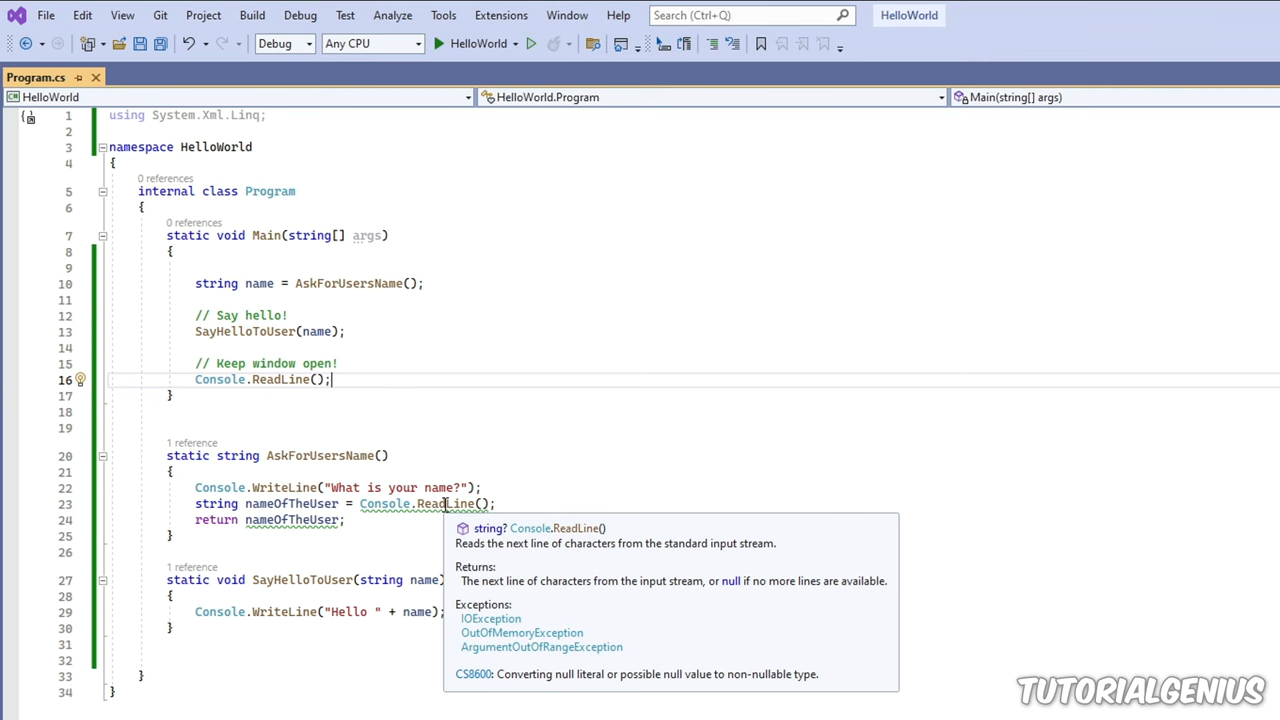 File Edit View Git Project Build Debug Test Analyze Tools Extensions Window Help Search (Ctrl+Q) HelloWorld
Debug Any CPU HelloWorld
Program.cs
HelloWorld HelloWorld.Program Main(string[] args)
1 using System.Xml.Linq;
2
3 namespace HelloWorld
4 {
0 references
5 internal class Program
6 {
0 references
7 static void Main(string[] args)
8 {
9
10 string name = AskForUsersName();
11
12 // Say hello!
13 SayHelloToUser(name);
14
15 // Keep window open!
16 Console.ReadLine();
17 }
18
19
1 reference
20 static string AskForUsersName()
21 {
22 Console.WriteLine("What is your name?");
23 string nameOfTheUser = Console.ReadLine();
24 return nameOfTheUser;
25 }
26
1 reference
27 static void SayHelloToUser(string name)
28 {
29 Console.WriteLine("Hello " + name);
30 }
31
32
33 }
34 }
string? Console.ReadLine()
Reads the next line of characters from the standard input stream.
Returns:
The next line of characters from the input stream, or null if no more lines are available.
Exceptions:
IOException
OutOfMemoryException
ArgumentOutOfRangeException
CS8600: Converting null literal or possible null value to non-nullable type.
TUTORIALGENIUS